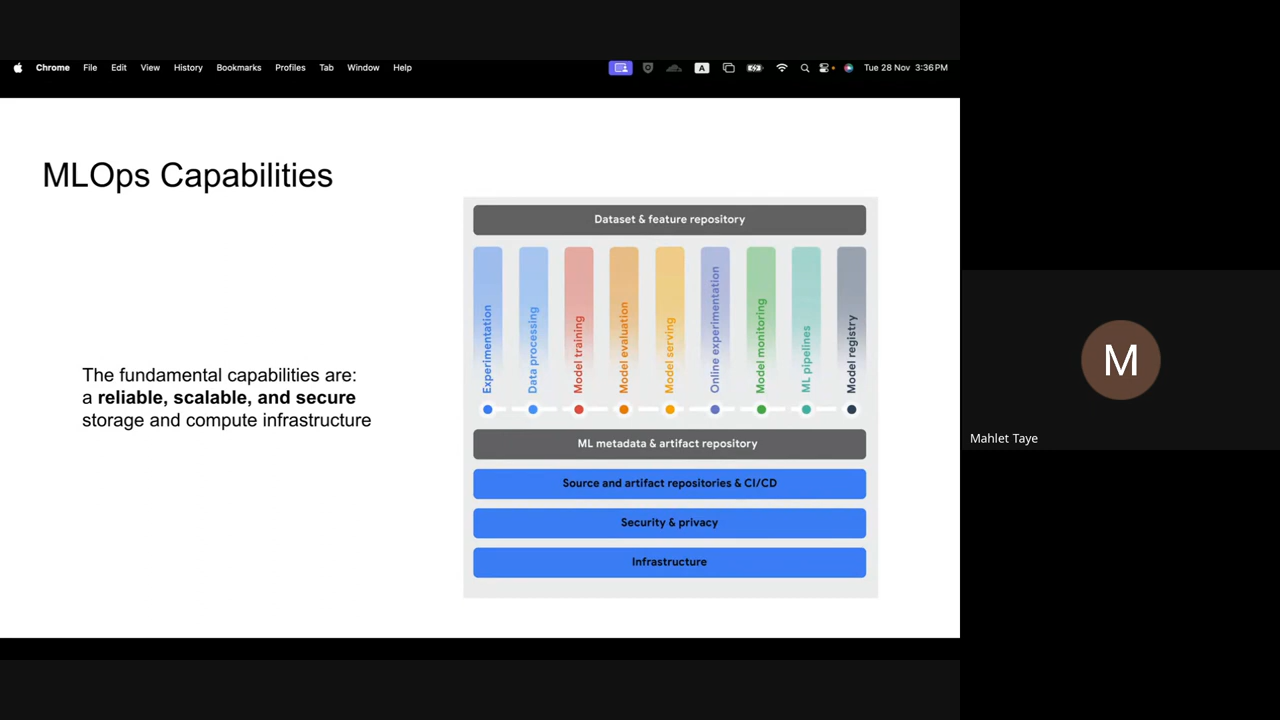 Chrome File Edit View History Bookmarks Profiles Tab Window Help A Tue 28 Nov 3:36 PM
MLOps Capabilities
The fundamental capabilities are:
a reliable, scalable, and secure
storage and compute infrastructure
Dataset & feature repository
Experimentation
Data processing
Model training
Model evaluation
Model serving
Online experimentation
Model monitoring
ML pipelines
Model registry
ML metadata & artifact repository
Source and artifact repositories & CI/CD
Security & privacy
Infrastructure
M
Mahlet Taye